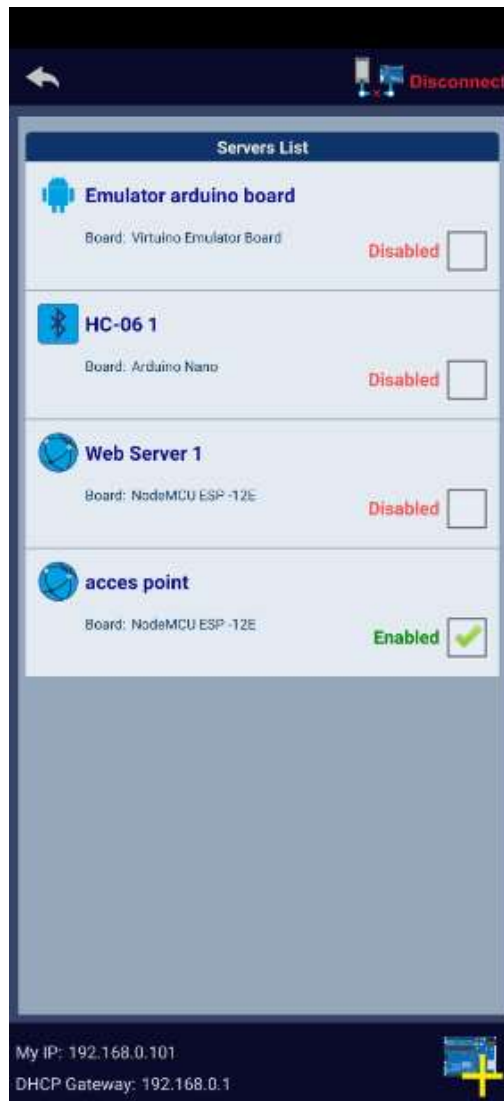 Disconnect
Servers List
Emulator arduino board
Board: Virtuino Emulator Board
Disabled
HC-06 1
Board: Arduino Nano
Disabled
Web Server 1
Board: NodeMCU ESP -12E
Disabled
acces point
Board: NodeMCU ESP -12E
Enabled
My IP: 192.168.0.101
DHCP Gateway: 192.168.0.1